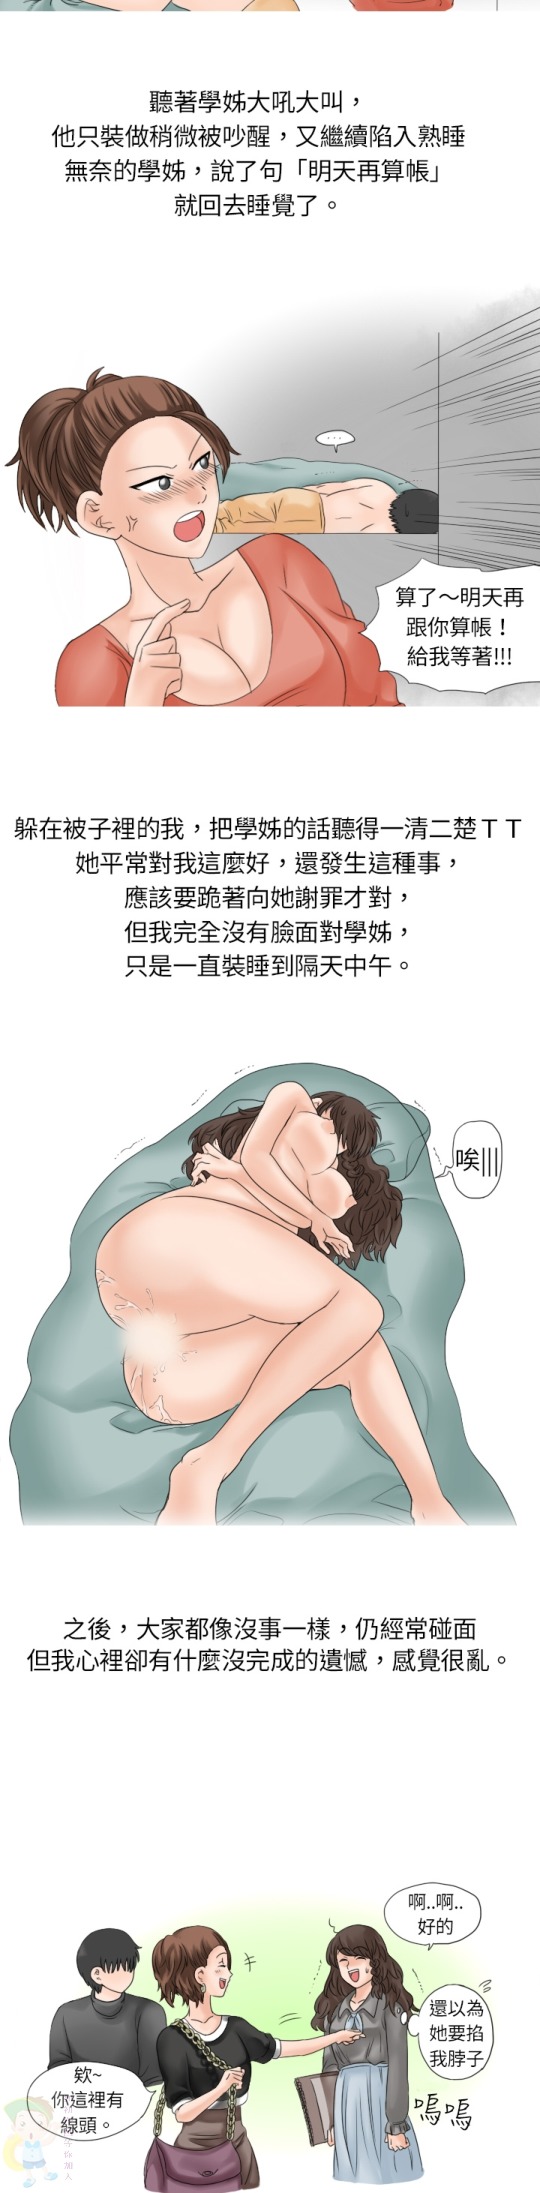 聽著學姊大吼大叫，
他只裝做稍微被吵醒，又繼續陷入熟睡
無奈的學姊，說了句「明天再算帳」
就回去睡覺了。
...
算了～明天再
跟你算帳！
給我等著!!!
躲在被子裡的我，把學姊的話聽得一清二楚ＴＴ
她平常對我這麼好，還發生這種事，
應該要跪著向她謝罪才對，
但我完全沒有臉面對學姊，
只是一直裝睡到隔天中午。
唉|||
之後，大家都像沒事一樣，仍經常碰面
但我心裡卻有什麼沒完成的遺憾，感覺很亂。
啊..啊..
好的
還以為
她要掐
我脖子
欸~
你這裡有
線頭。
嗚嗚